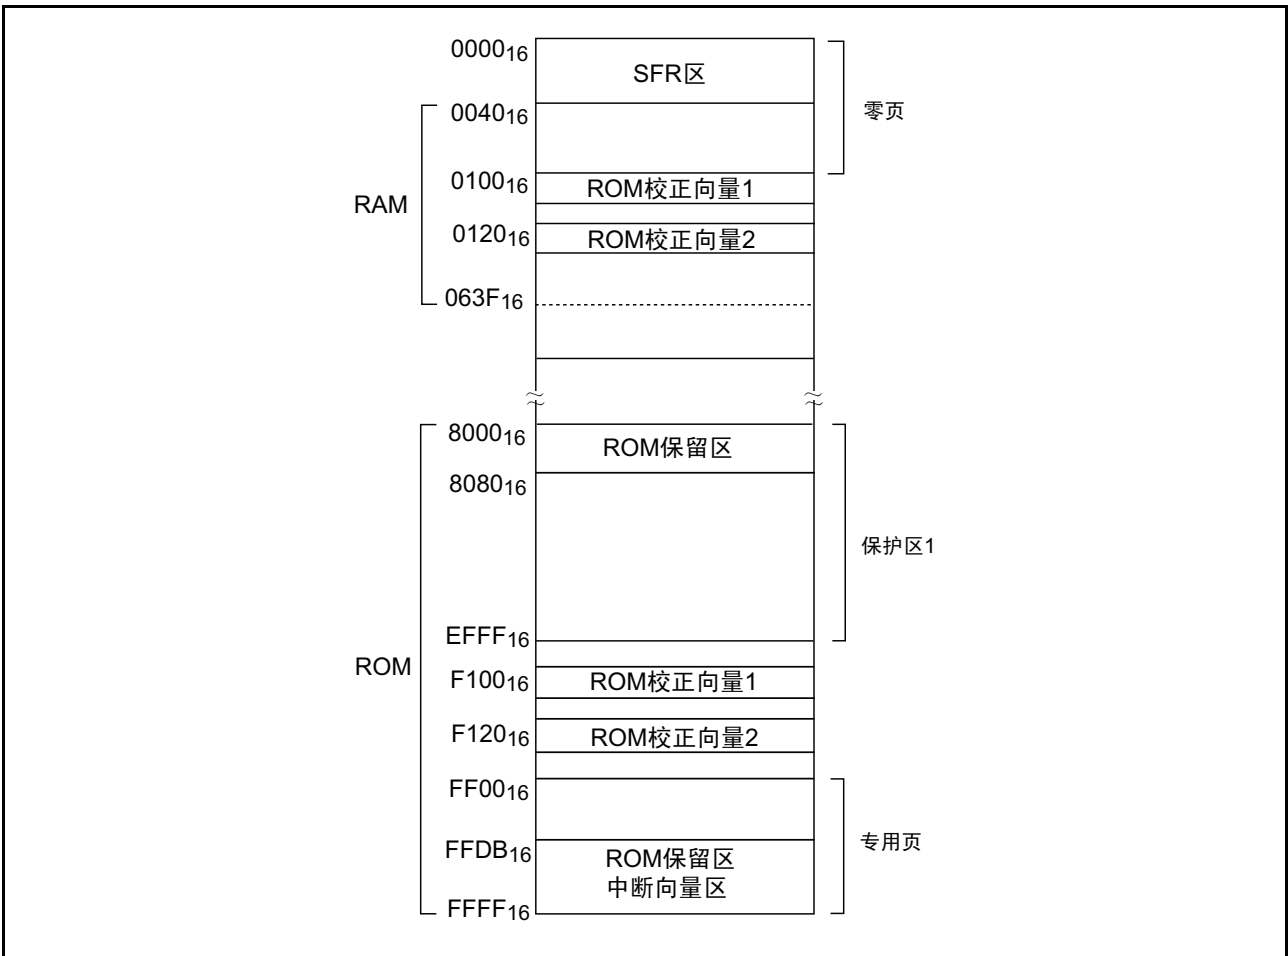 000016
SFR区
零页
004016
RAM
010016
ROM校正向量1
012016
ROM校正向量2
063F16
800016
ROM保留区
808016
保护区1
EFFF16
ROM
F10016
ROM校正向量1
F12016
ROM校正向量2
FF0016
专用页
FFDB16
ROM保留区
中断向量区
FFFF16